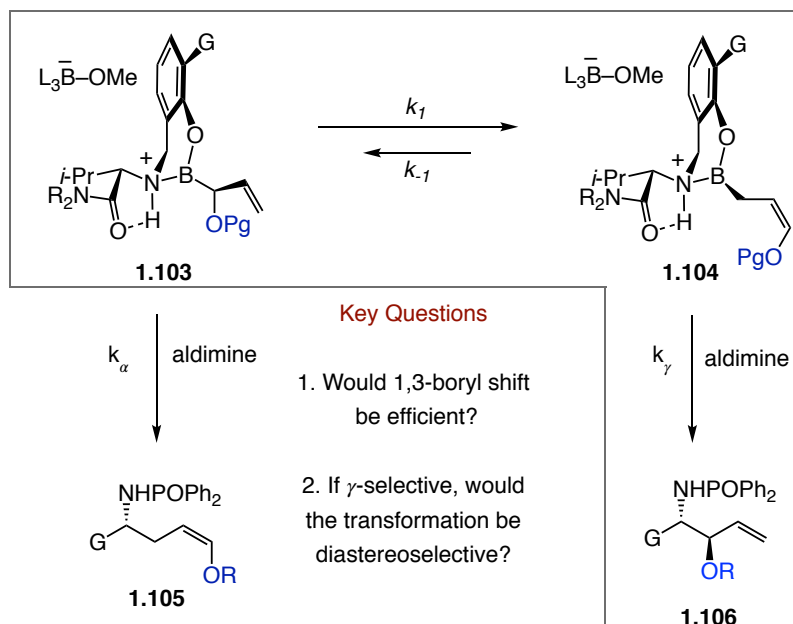 G
L₃B̄–OMe
O
+
i-Pr
N
B
R₂N
H
O
OPg
1.103
k₁
k₋₁
G
L₃B̄–OMe
O
+
i-Pr
N
B
R₂N
H
O
PgO
1.104
Key Questions
1. Would 1,3-boryl shift
be efficient?
2. If γ-selective, would
the transformation be
diastereoselective?
kα aldimine
NHPOPh₂
G
OR
1.105
kγ aldimine
NHPOPh₂
G
OR
1.106